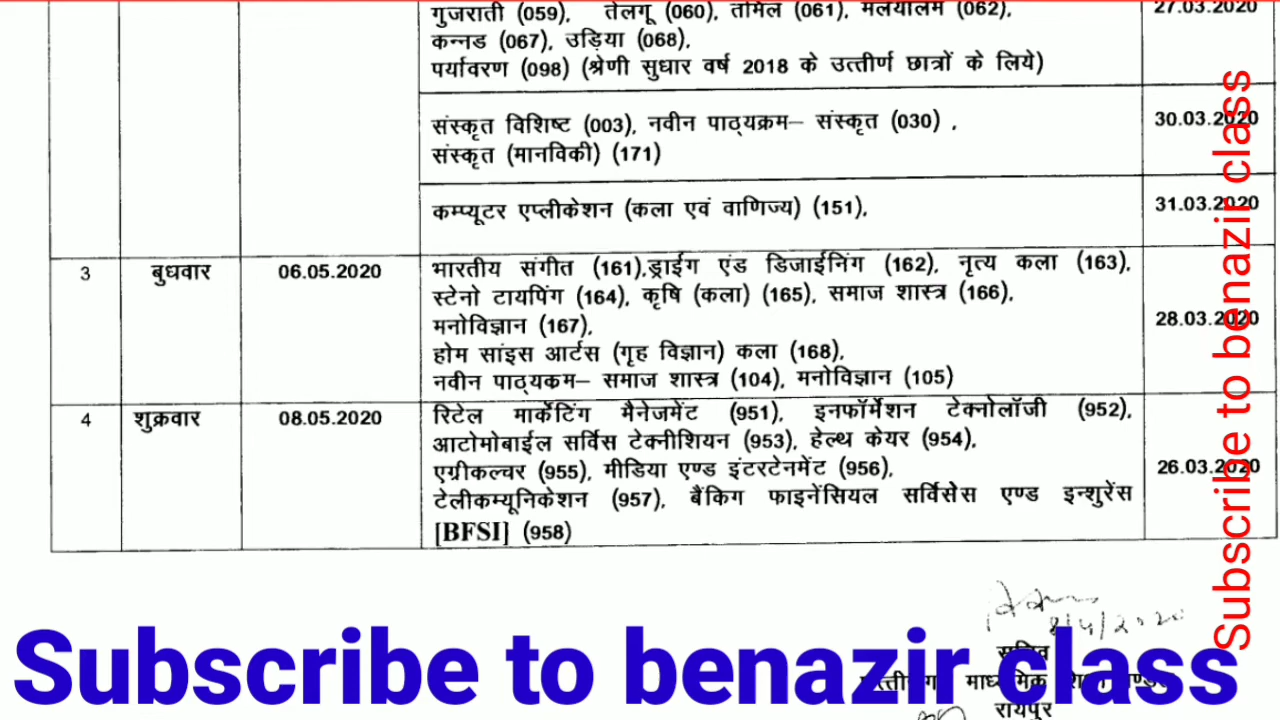 गुजराती (059), तेलगू (060), तमिल (061), मलयालम (062),
कन्नड (067), उड़िया (068),
पर्यावरण (098) (श्रेणी सुधार वर्ष 2018 के उत्तीर्ण छात्रों के लिये)
27.03.2020
संस्कृत विशिष्ट (003), नवीन पाठ्यक्रम– संस्कृत (030) ,
संस्कृत (मानविकी) (171)
30.03.2020
कम्प्यूटर एप्लीकेशन (कला एवं वाणिज्य) (151),
31.03.2020
3 बुधवार 06.05.2020
भारतीय संगीत (161),ड्राईग एंड डिजाईनिंग (162), नृत्य कला (163),
स्टेनो टायपिंग (164), कृषि (कला) (165), समाज शास्त्र (166),
मनोविज्ञान (167),
होम सांइस आर्टस (गृह विज्ञान) कला (168),
नवीन पाठ्यकम– समाज शास्त्र (104), मनोविज्ञान (105)
28.03.2020
4 शुक्रवार 08.05.2020
रिटेल मार्केटिंग मैनेजमेंट (951), इनफॉर्मेशन टेक्नोलॉजी (952),
आटोमोबाईल सर्विस टेक्नीशियन (953), हेल्थ केयर (954),
एग्रीकल्चर (955), मीडिया एण्ड इंटरटेनमेंट (956),
टेलीकम्यूनिकेशन (957), बैंकिग फाइनेंसियल सर्विसेस एण्ड इन्शुरेंस
[BFSI] (958)
26.03.2020
8/4/2020
रायपुर
Subscribe to benazir class
Subscribe to benazir class